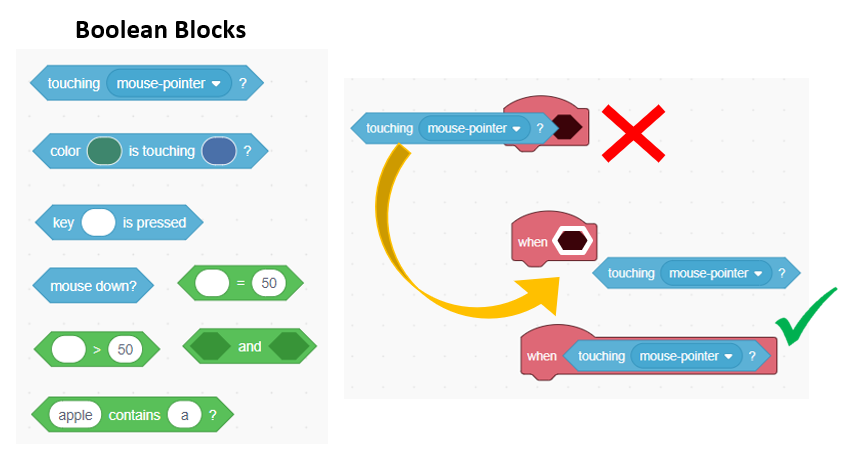 Boolean Blocks
touching mouse-pointer ?
color is touching ?
key is pressed
mouse down?
= 50
> 50
and
apple contains a ?
touching mouse-pointer ?
when
touching mouse-pointer ?
when touching mouse-pointer ?